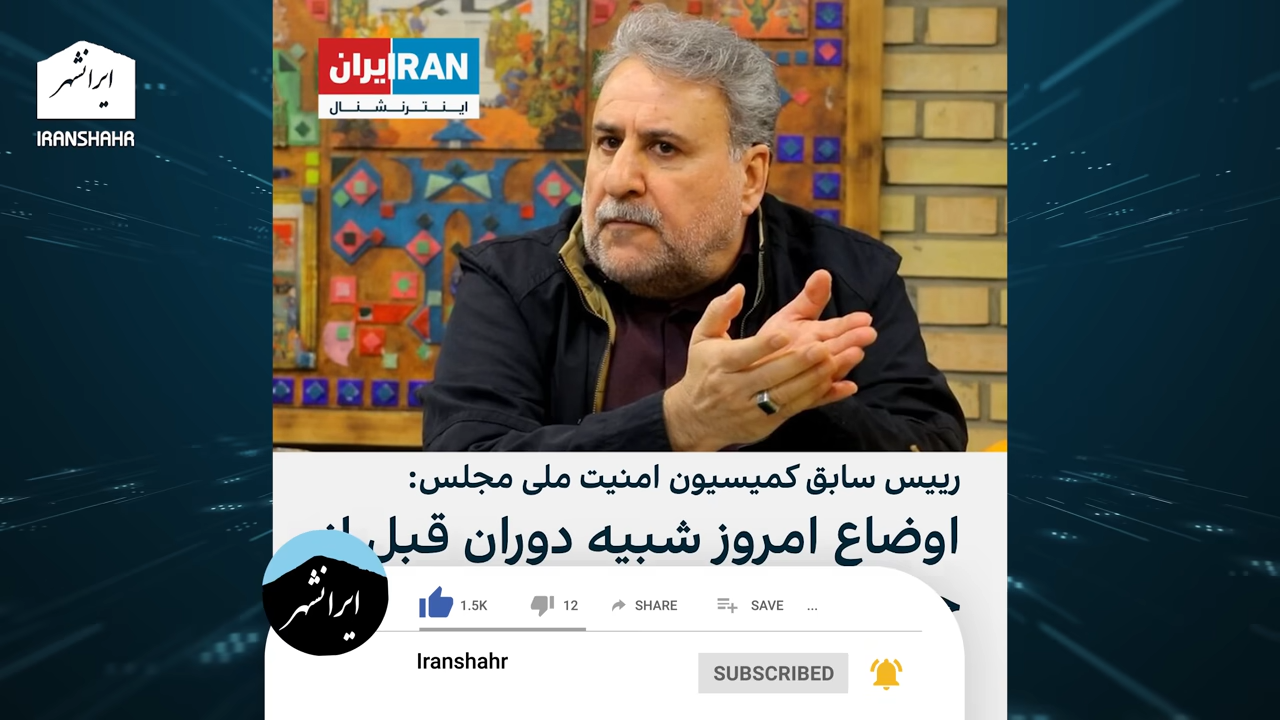 ایرانشهر
IRANSHAHR
ایران IRAN
اینترنشنال
رییس سابق کمیسیون امنیت ملی مجلس:
اوضاع امروز شبیه دوران قبل از
ایرانشهر
1.5K 12 SHARE SAVE ...
Iranshahr
SUBSCRIBED